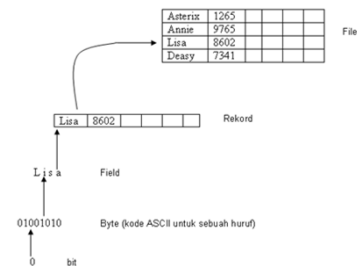 Asterix 1265
Annie 9765
Lisa 8602
Deasy 7341
File
Lisa 8602
Rekord
Lisa
Field
01001010
Byte (kode ASCII untuk sebuah huruf)
0
bit